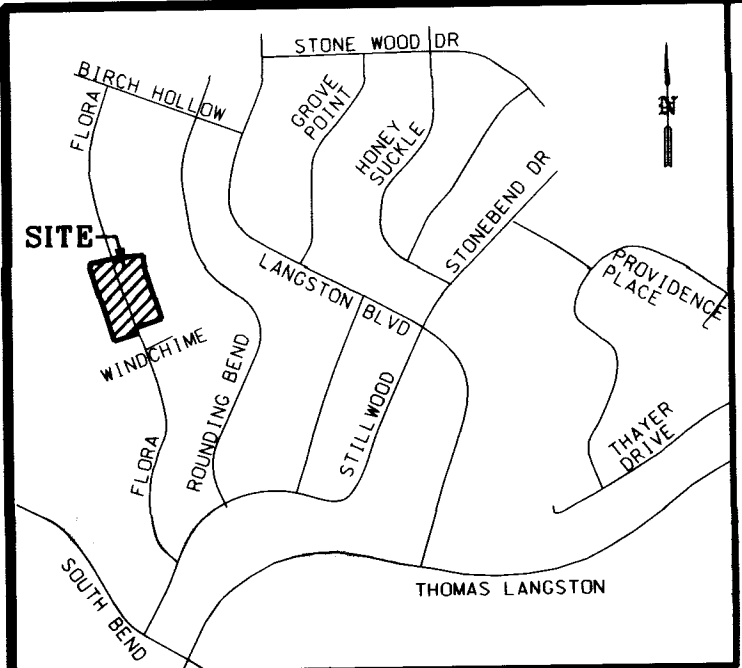 STONE WOOD DR
BIRCH HOLLOW
FLORA
GROVE
POINT
HONEY
SUCKLE
N
STONEBEND DR
SITE
LANGSTON BLVD
PROVIDENCE
PLACE
WINDCHIME
ROUNDING BEND
STILLWOOD
FLORA
THAYER
DRIVE
SOUTH BEND
THOMAS LANGSTON